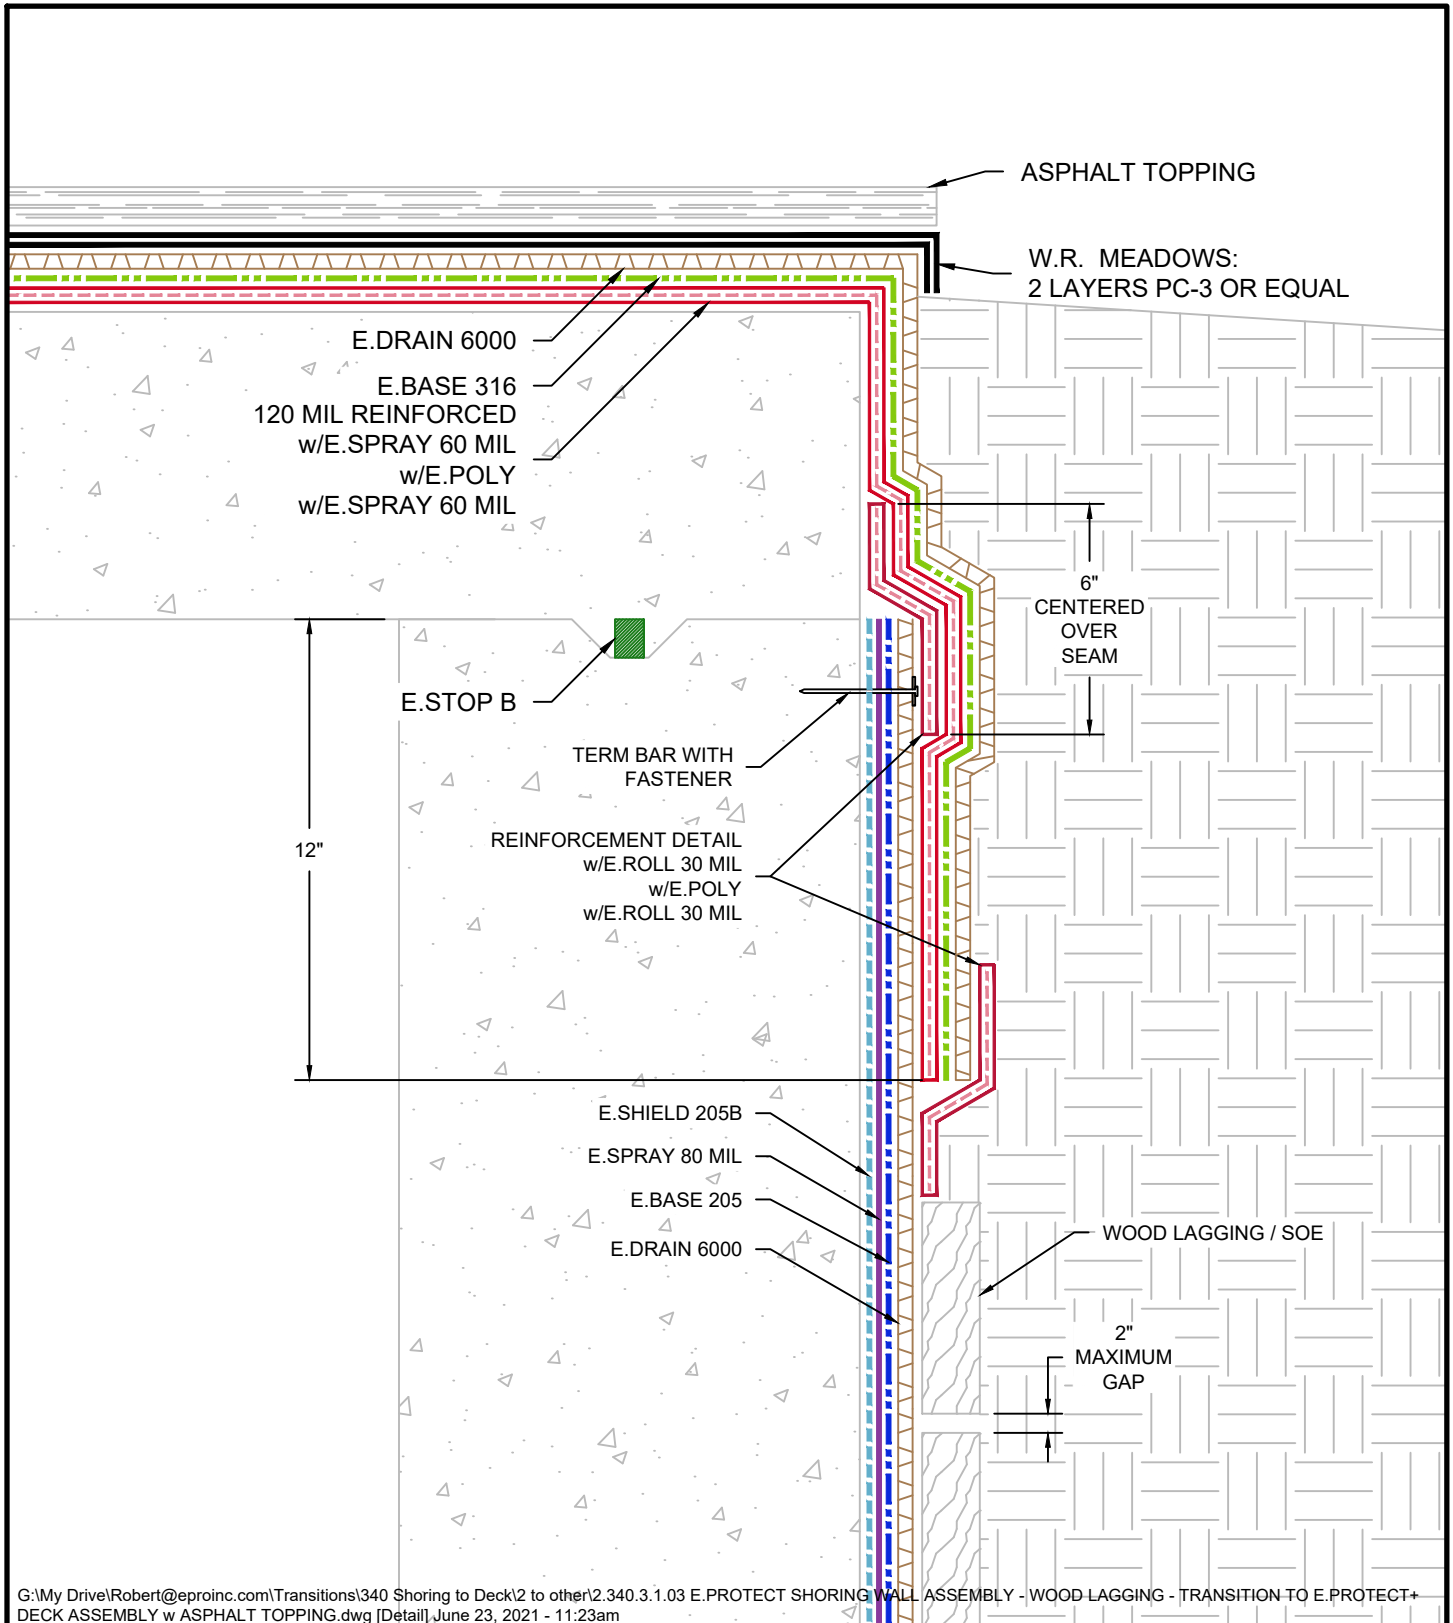 ASPHALT TOPPING
W.R. MEADOWS:
2 LAYERS PC-3 OR EQUAL
E.DRAIN 6000
E.BASE 316
120 MIL REINFORCED
w/E.SPRAY 60 MIL
w/E.POLY
w/E.SPRAY 60 MIL
6"
CENTERED
OVER
SEAM
E.STOP B
TERM BAR WITH
FASTENER
12"
REINFORCEMENT DETAIL
w/E.ROLL 30 MIL
w/E.POLY
w/E.ROLL 30 MIL
E.SHIELD 205B
E.SPRAY 80 MIL
E.BASE 205
E.DRAIN 6000
WOOD LAGGING / SOE
2"
MAXIMUM
GAP
G:\My Drive\Robert@eproinc.com\Transitions\340 Shoring to Deck\2 to other\2.340.3.1.03 E.PROTECT SHORING WALL ASSEMBLY - WOOD LAGGING - TRANSITION TO E.PROTECT+
DECK ASSEMBLY w ASPHALT TOPPING.dwg [Detail] June 23, 2021 - 11:23am